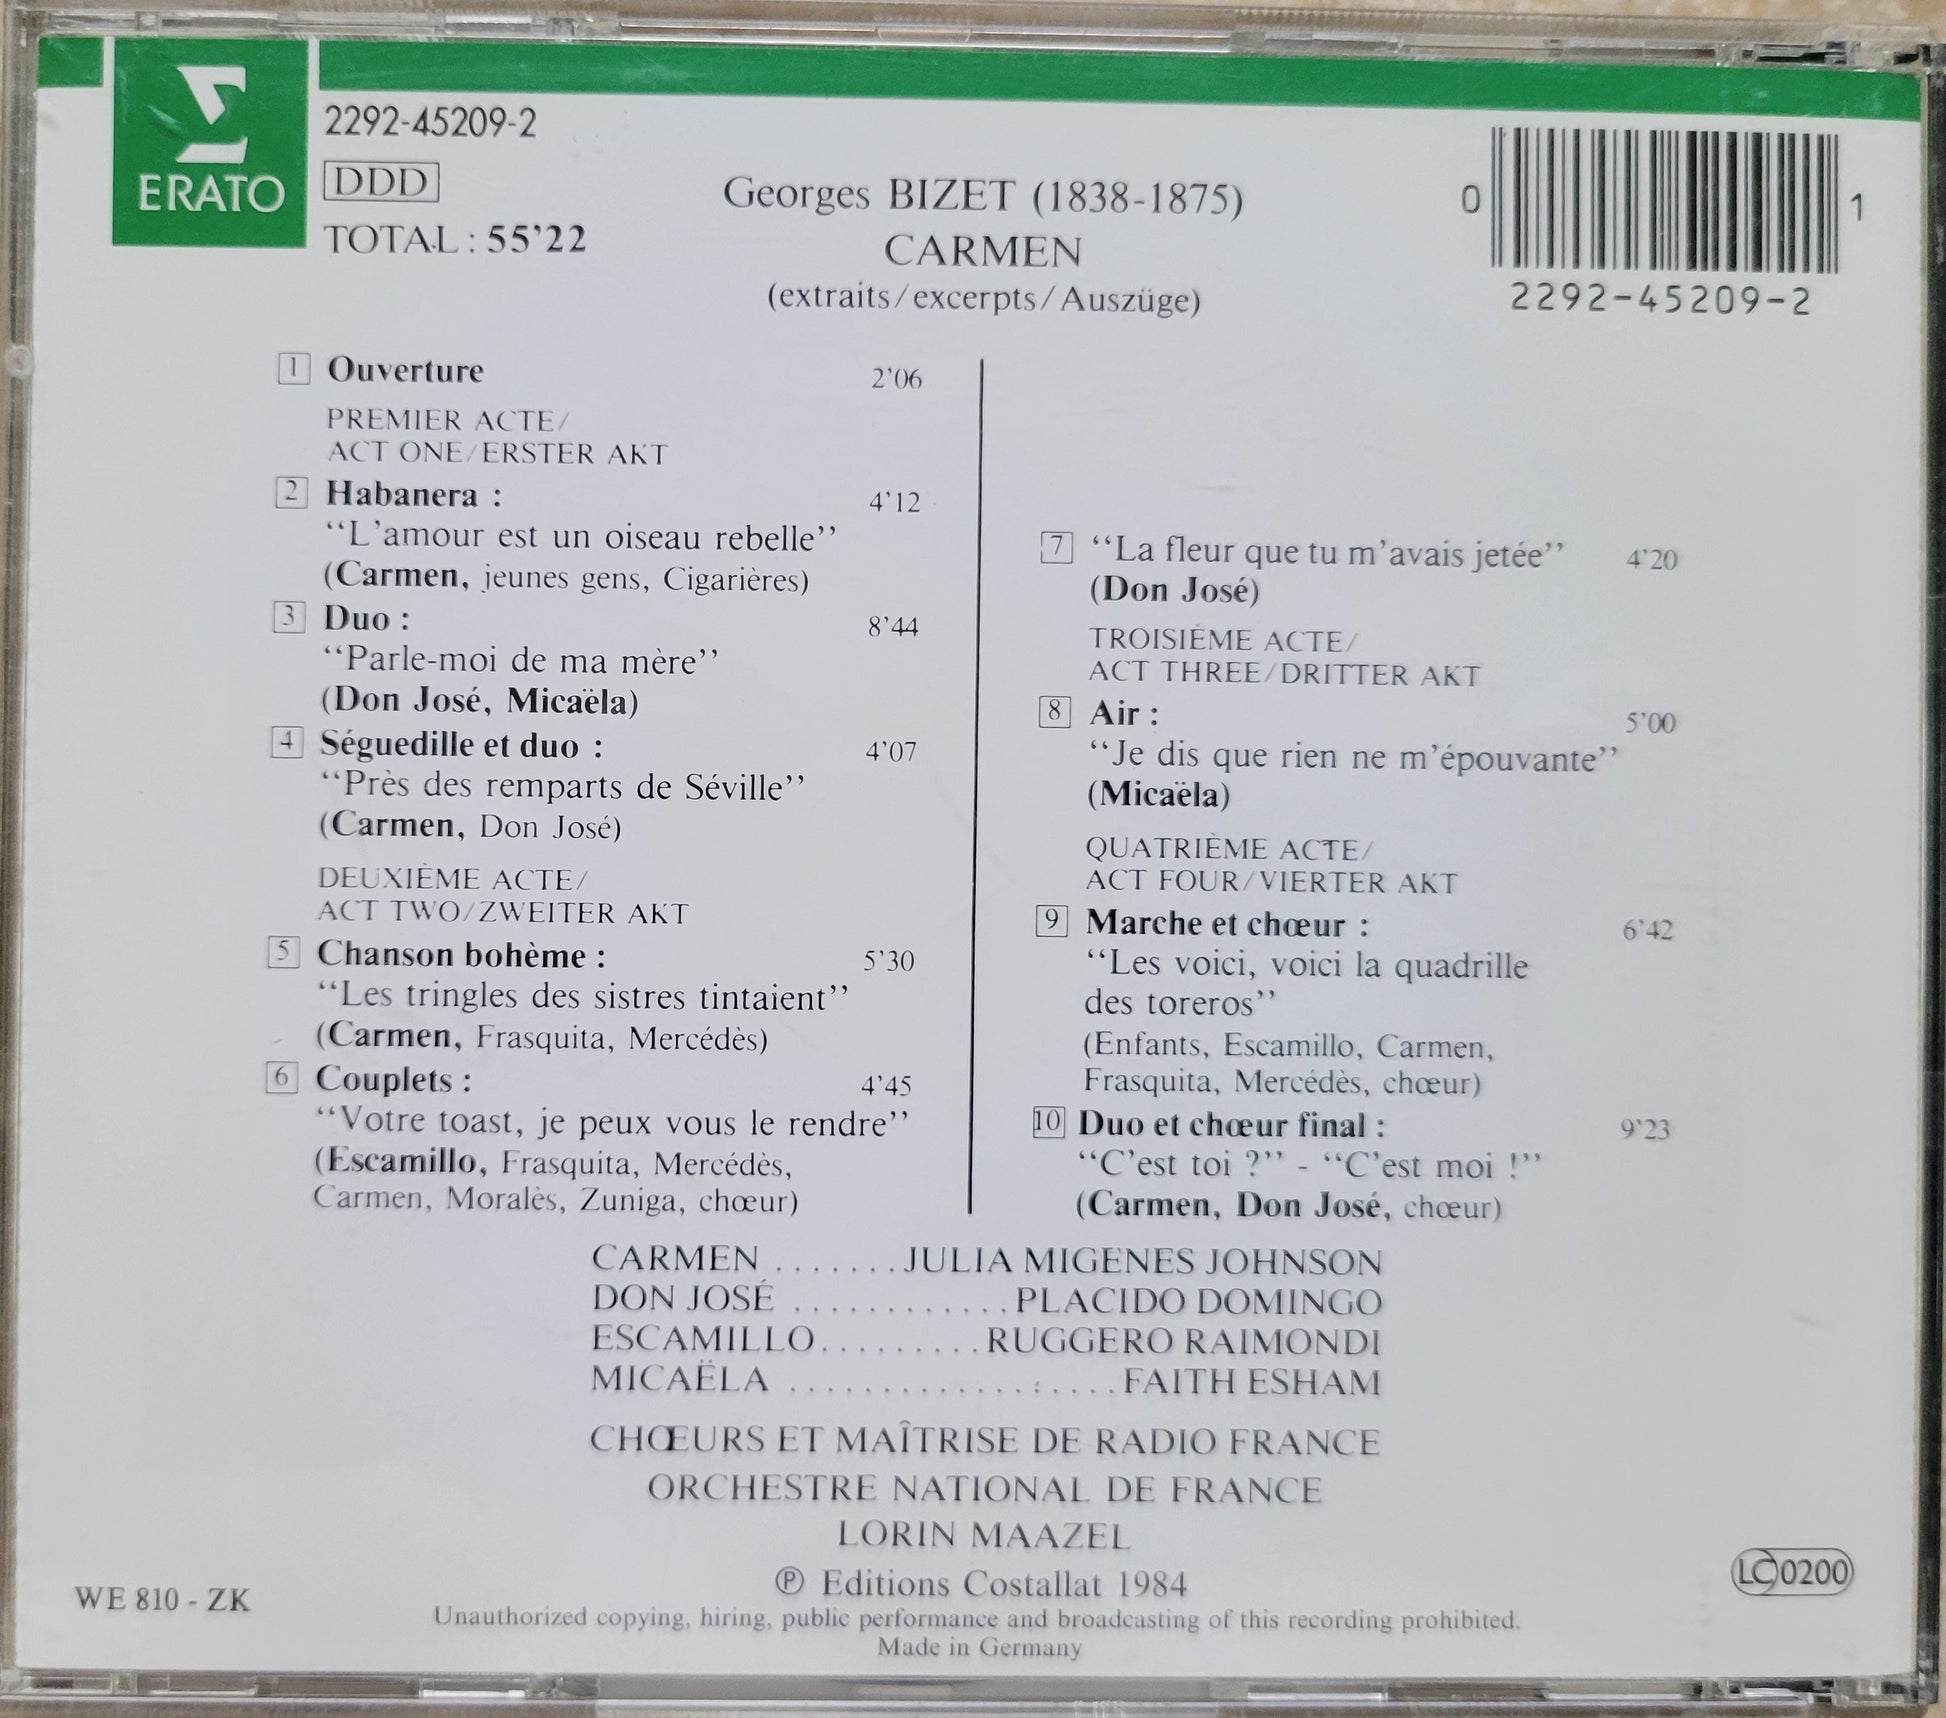 ERATO
2292-45209-2
DDD
TOTAL : 55'22
Georges BIZET (1838-1875)
CARMEN
(extraits/excerpts/Auszüge)
0 1
2292-45209-2
1 Ouverture 2'06
PREMIER ACTE/
ACT ONE/ERSTER AKT
2 Habanera : 4'12
“L'amour est un oiseau rebelle”
(Carmen, jeunes gens, Cigarières)
3 Duo : 8'44
“Parle-moi de ma mère”
(Don José, Micaëla)
4 Séguedille et duo : 4'07
“Près des remparts de Séville”
(Carmen, Don José)
DEUXIÈME ACTE/
ACT TWO/ZWEITER AKT
5 Chanson bohème : 5'30
“Les tringles des sistres tintaient”
(Carmen, Frasquita, Mercédès)
6 Couplets : 4'45
“Votre toast, je peux vous le rendre”
(Escamillo, Frasquita, Mercédès,
Carmen, Moralès, Zuniga, chœur)
7 “La fleur que tu m'avais jetée” 4'20
(Don José)
TROISIÈME ACTE/
ACT THREE/DRITTER AKT
8 Air : 5'00
“Je dis que rien ne m'épouvante”
(Micaëla)
QUATRIÈME ACTE/
ACT FOUR/VIERTER AKT
9 Marche et chœur : 6'42
“Les voici, voici la quadrille
des toreros”
(Enfants, Escamillo, Carmen,
Frasquita, Mercédès, chœur)
10 Duo et chœur final : 9'23
“C'est toi ?” - “C'est moi !”
(Carmen, Don José, chœur)
CARMEN .......JULIA MIGENES JOHNSON
DON JOSÉ ............PLACIDO DOMINGO
ESCAMILLO.........RUGGERO RAIMONDI
MICAËLA ..................FAITH ESHAM
CHŒURS ET MAÎTRISE DE RADIO FRANCE
ORCHESTRE NATIONAL DE FRANCE
LORIN MAAZEL
℗ Editions Costallat 1984
Unauthorized copying, hiring, public performance and broadcasting of this recording prohibited.
Made in Germany
WE 810 - ZK
LC 0200